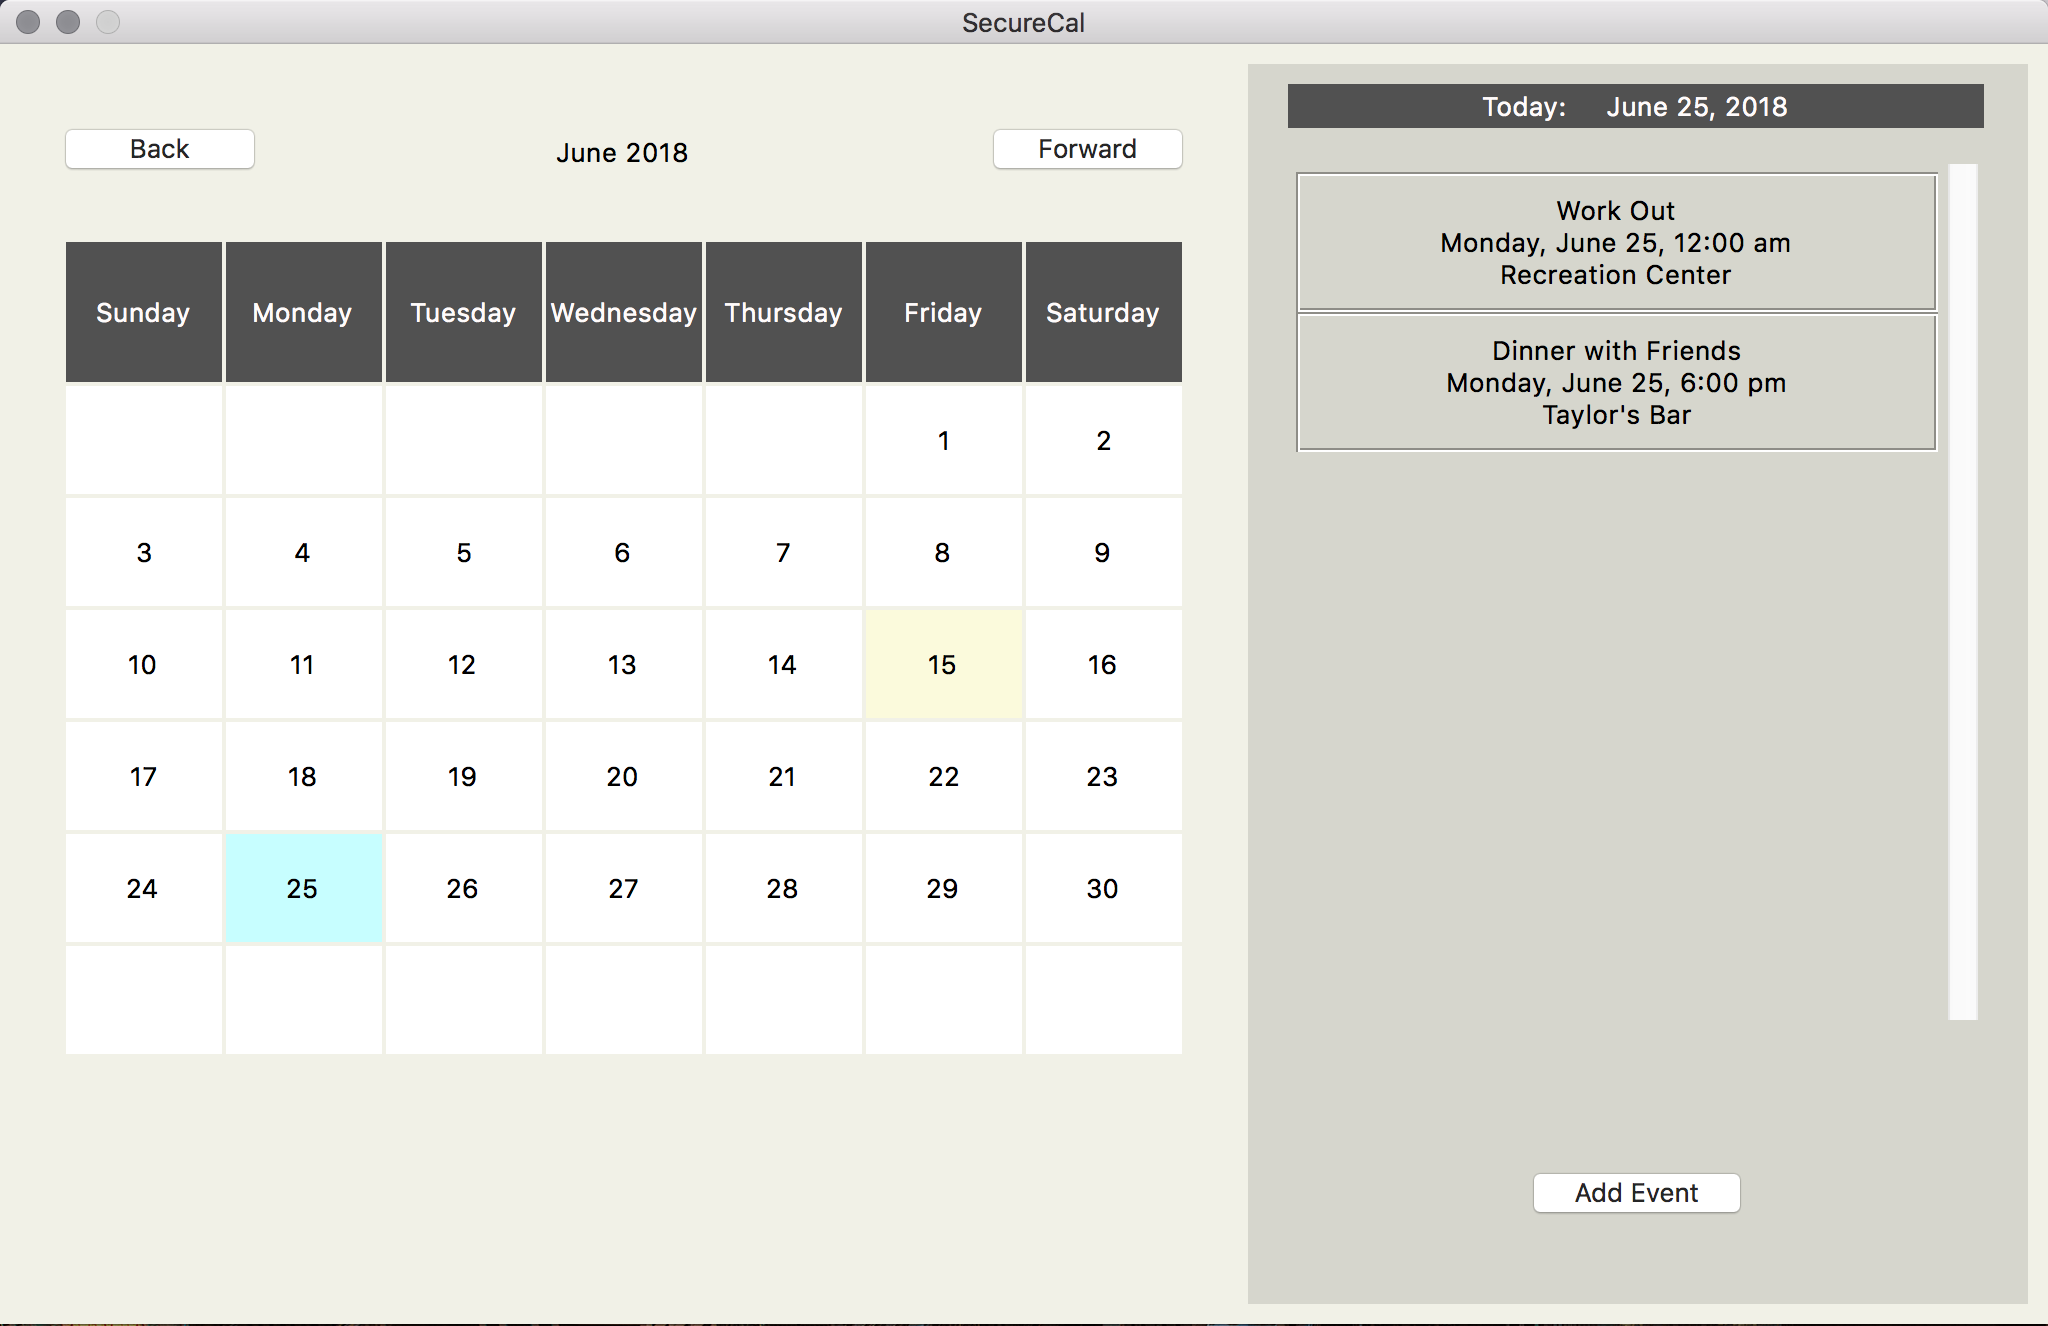 SecureCal
Back
June 2018
Forward
Sunday Monday Tuesday Wednesday Thursday Friday Saturday
1 2
3 4 5 6 7 8 9
10 11 12 13 14 15 16
17 18 19 20 21 22 23
24 25 26 27 28 29 30
Today: June 25, 2018
Work Out
Monday, June 25, 12:00 am
Recreation Center
Dinner with Friends
Monday, June 25, 6:00 pm
Taylor's Bar
Add Event